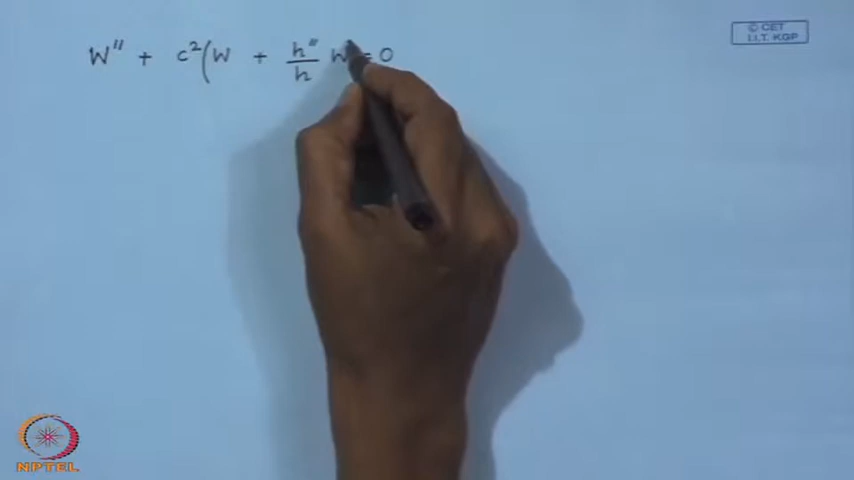 W'' + c²(W + h''/h W = 0
© CET
I.I.T. KGP
NPTEL